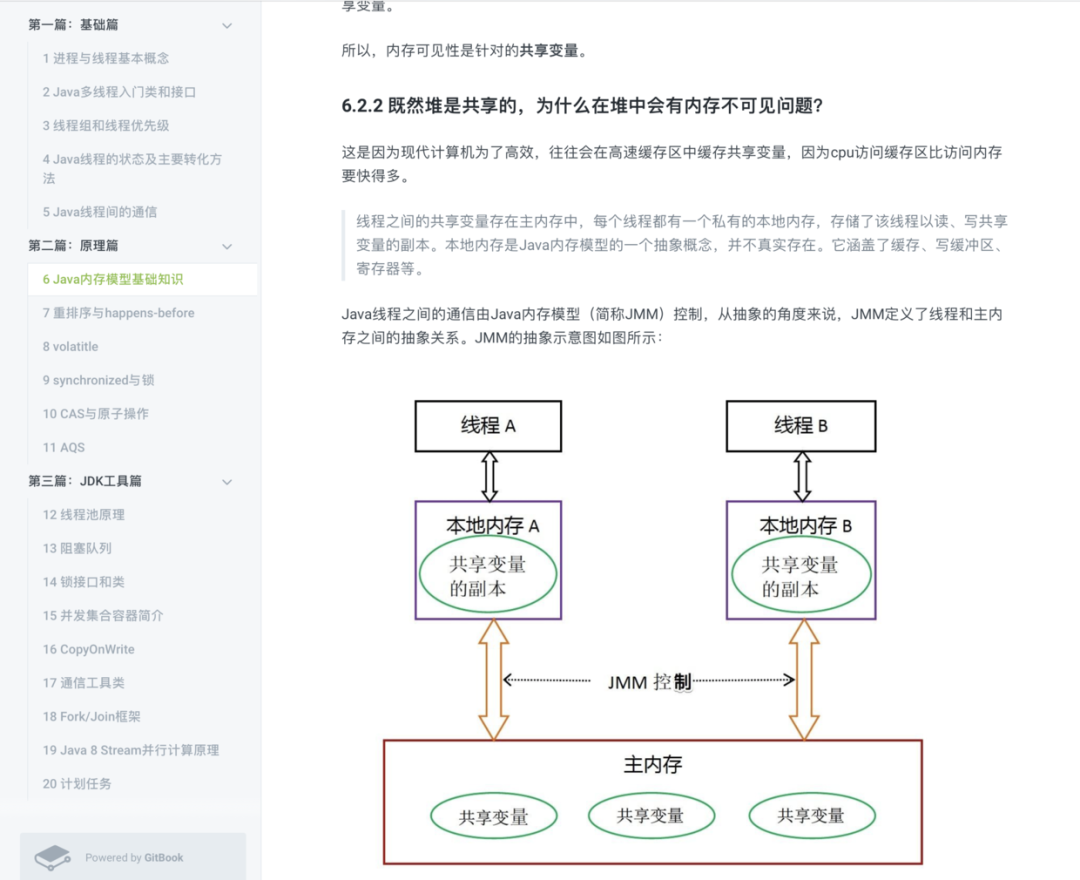 第一篇：基础篇
1 进程与线程基本概念
2 Java多线程入门类和接口
3 线程组和线程优先级
4 Java线程的状态及主要转化方
法
5 Java线程间的通信
第二篇：原理篇
6 Java内存模型基础知识
7 重排序与happens-before
8 volatitle
9 synchronized与锁
10 CAS与原子操作
11 AQS
第三篇：JDK工具篇
12 线程池原理
13 阻塞队列
14 锁接口和类
15 并发集合容器简介
16 CopyOnWrite
17 通信工具类
18 Fork/Join框架
19 Java 8 Stream并行计算原理
20 计划任务
Powered by GitBook
享变量。
所以，内存可见性是针对的共享变量。
6.2.2 既然堆是共享的，为什么在堆中会有内存不可见问题？
这是因为现代计算机为了高效，往往会在高速缓存区中缓存共享变量，因为cpu访问缓存区比访问内存
要快得多。
线程之间的共享变量存在主内存中，每个线程都有一个私有的本地内存，存储了该线程以读、写共享
变量的副本。本地内存是Java内存模型的一个抽象概念，并不真实存在。它涵盖了缓存、写缓冲区、
寄存器等。
Java线程之间的通信由Java内存模型（简称JMM）控制，从抽象的角度来说，JMM定义了线程和主内
存之间的抽象关系。JMM的抽象示意图如图所示：
线程 A
线程 B
本地内存 A
共享变量
的副本
本地内存 B
共享变量
的副本
JMM 控制
主内存
共享变量
共享变量
共享变量